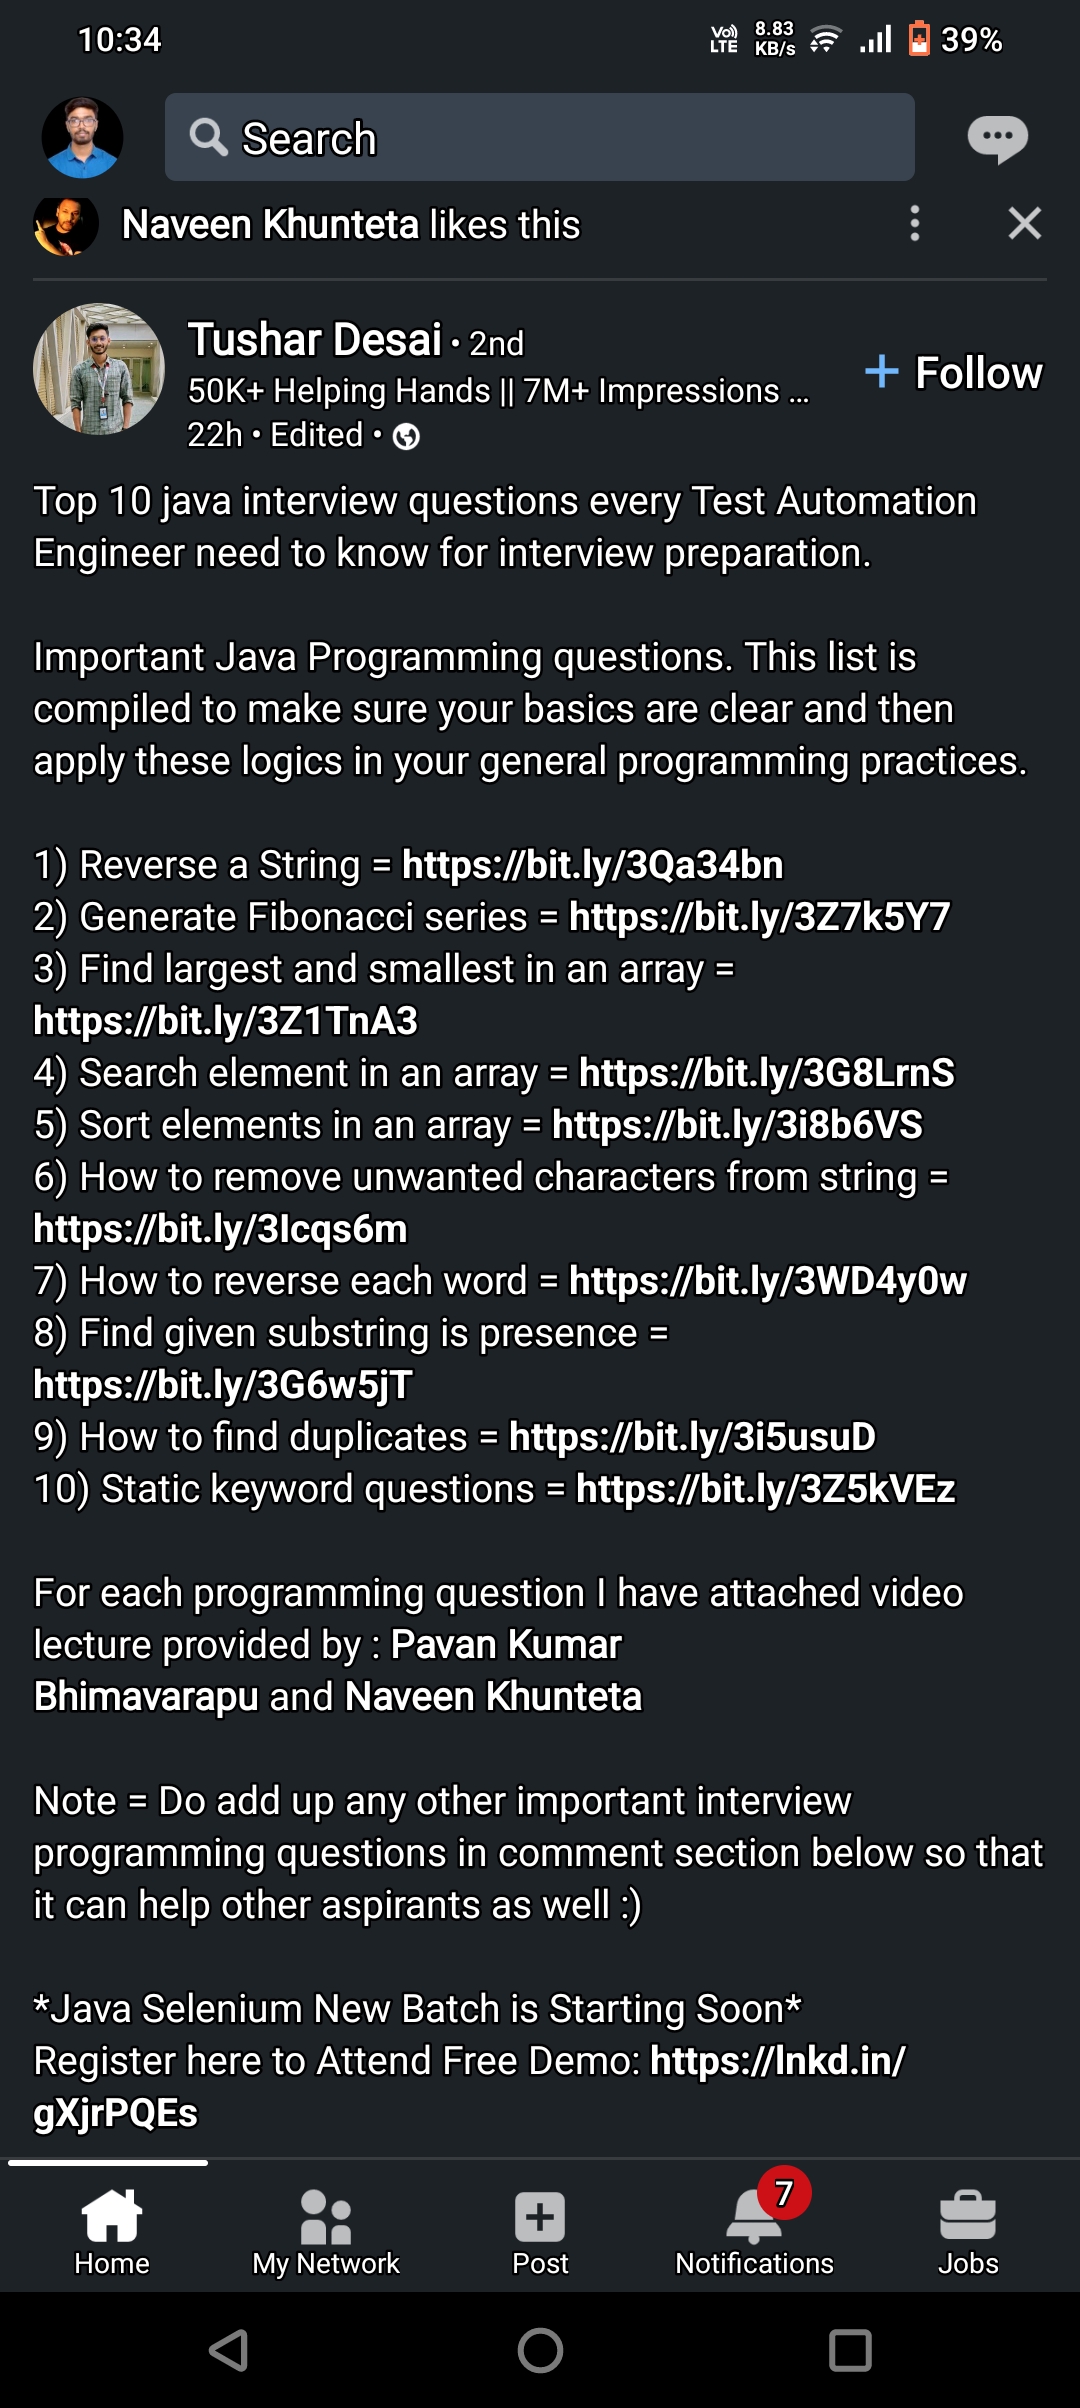 10:34
Vo)) LTE 8.83 KB/s 39%
Search
Naveen Khunteta likes this
Tushar Desai • 2nd
50K+ Helping Hands || 7M+ Impressions ...
+ Follow
22h • Edited •
Top 10 java interview questions every Test Automation
Engineer need to know for interview preparation.
Important Java Programming questions. This list is
compiled to make sure your basics are clear and then
apply these logics in your general programming practices.
1) Reverse a String = https://bit.ly/3Qa34bn
2) Generate Fibonacci series = https://bit.ly/3Z7k5Y7
3) Find largest and smallest in an array =
https://bit.ly/3Z1TnA3
4) Search element in an array = https://bit.ly/3G8LrnS
5) Sort elements in an array = https://bit.ly/3i8b6VS
6) How to remove unwanted characters from string =
https://bit.ly/3Icqs6m
7) How to reverse each word = https://bit.ly/3WD4y0w
8) Find given substring is presence =
https://bit.ly/3G6w5jT
9) How to find duplicates = https://bit.ly/3i5usuD
10) Static keyword questions = https://bit.ly/3Z5kVEz
For each programming question I have attached video
lecture provided by : Pavan Kumar
Bhimavarapu and Naveen Khunteta
Note = Do add up any other important interview
programming questions in comment section below so that
it can help other aspirants as well :)
*Java Selenium New Batch is Starting Soon*
Register here to Attend Free Demo: https://lnkd.in/
gXjrPQEs
7
Home My Network Post Notifications Jobs